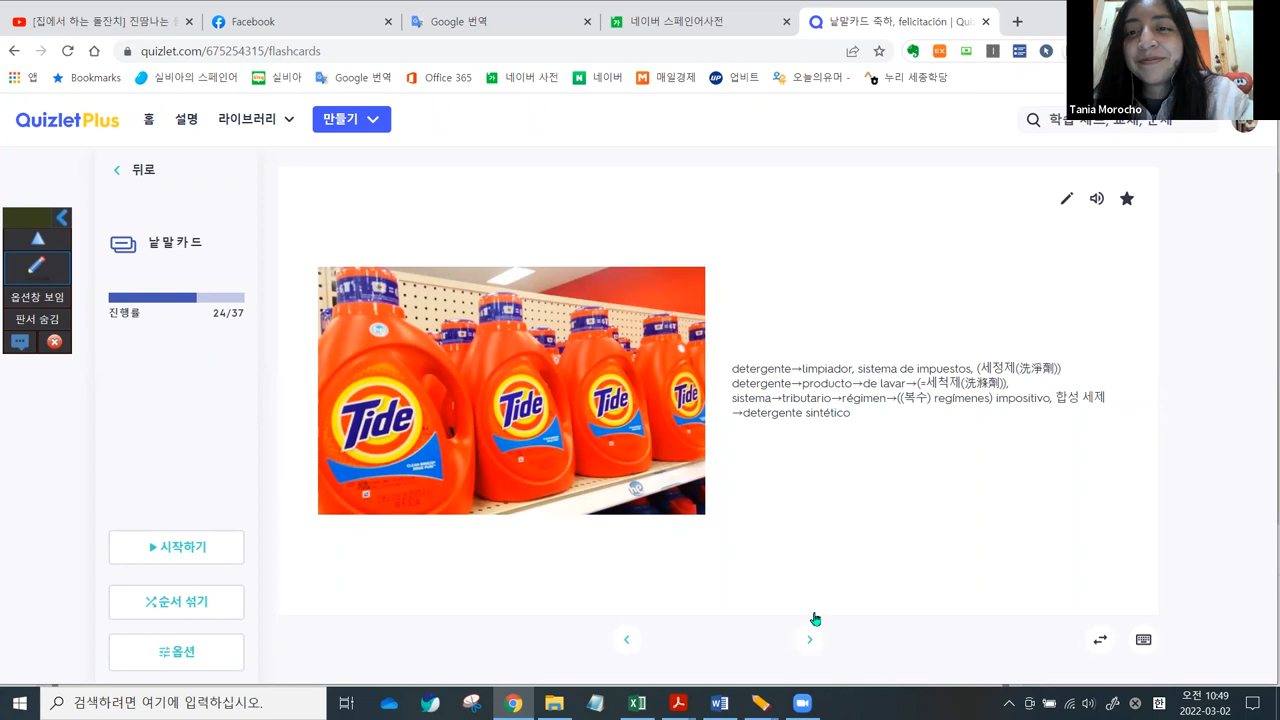 [집에서 하는 돌잔치] 진땀나는
Facebook
Google 번역
네이버 스페인어사전
낱말카드 축하, felicitación | Qui
quizlet.com/675254315/flashcards
앱
Bookmarks
실비아의 스페인어
실비아
Google 번역
Office 365
네이버 사전
네이버
매일경제
업비트
오늘의유머 -
누리 세종학당
Tania Morocho
QuizletPlus
홈
설명
라이브러리
만들기
뒤로
낱말카드
진행률
24/37
옵션창 보임
판서 숨김
Tide
Tide
Tide
Tide
detergente→limpiador, sistema de impuestos, (세정제(洗淨劑))
detergente→producto→de lavar→(=세척제(洗滌劑)),
sistema→tributario→régimen→((복수) regímenes) impositivo, 합성 세제
→detergente sintético
시작하기
순서 섞기
옵션
검색하려면 여기에 입력하십시오.
한
오전 10:49
2022-03-02